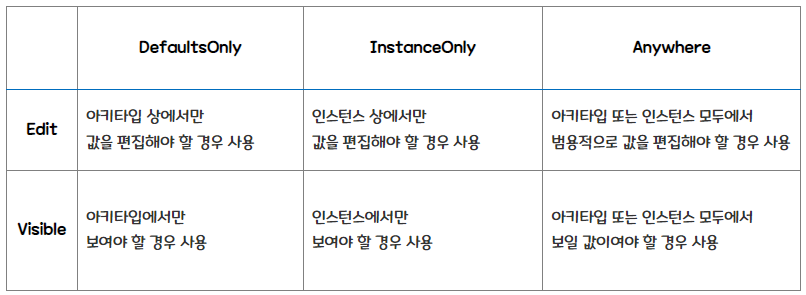 DefaultsOnly
InstanceOnly
Anywhere
Edit
아키타입 상에서만
값을 편집해야 할 경우 사용
인스턴스 상에서만
값을 편집해야 할 경우 사용
아키타입 또는 인스턴스 모두에서
범용적으로 값을 편집해야 할 경우 사용
Visible
아키타입에서만
보여야 할 경우 사용
인스턴스에서만
보여야 할 경우 사용
아키타입 또는 인스턴스 모두에서
보일 값이여야 할 경우 사용